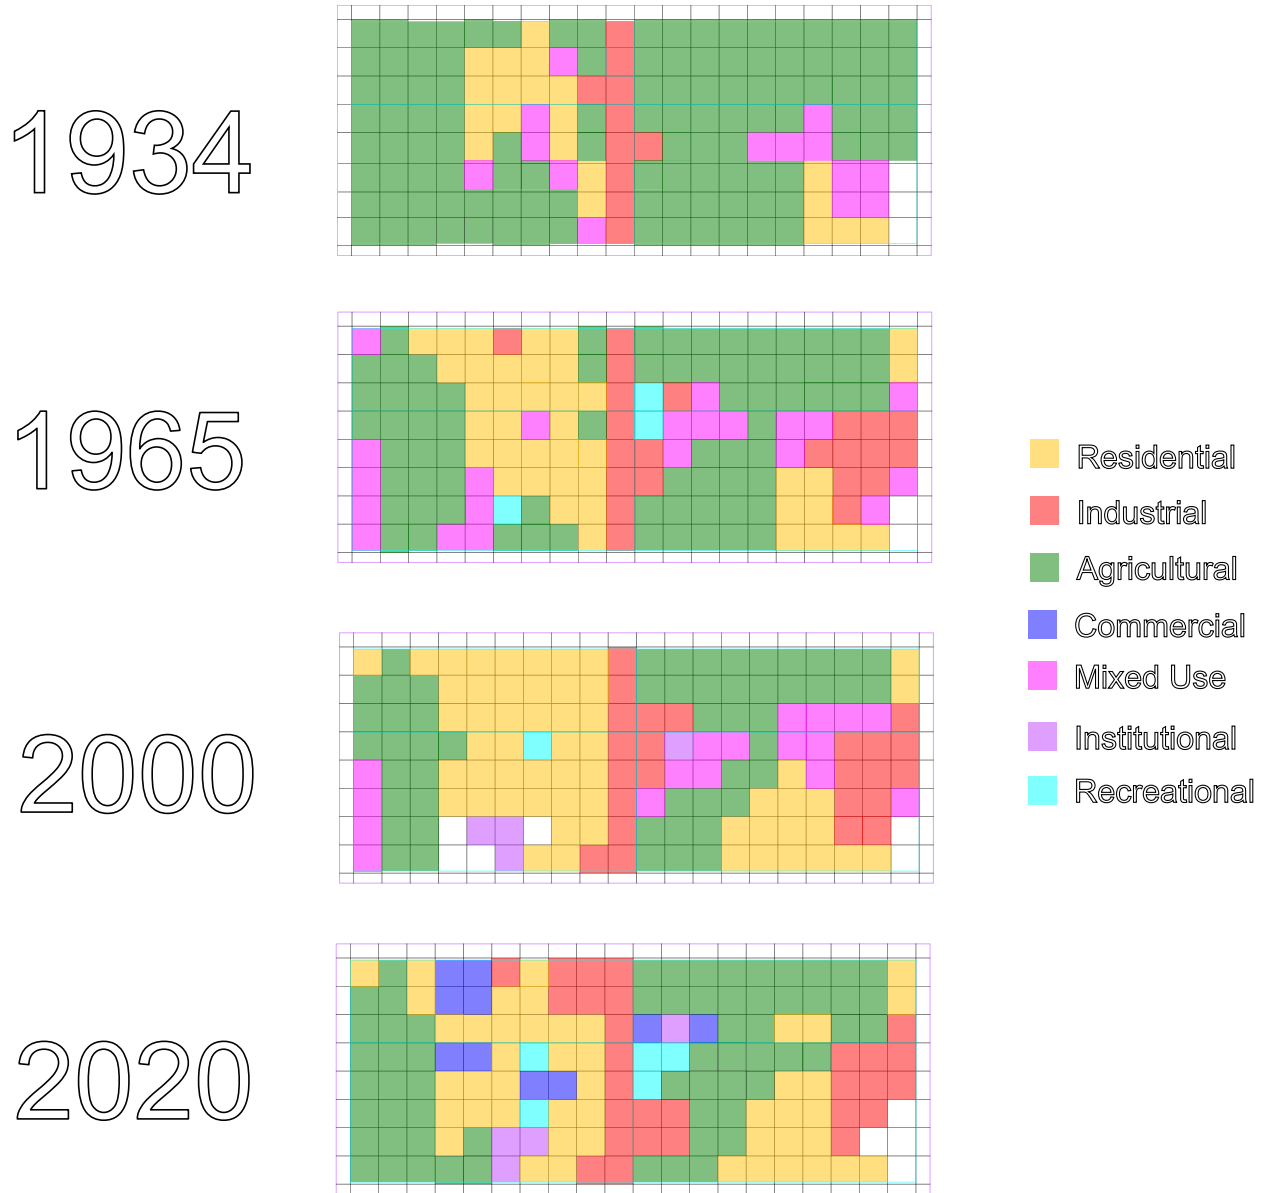 1934
1965
2000
2020
Residential
Industrial
Agricultural
Commercial
Mixed Use
Institutional
Recreational